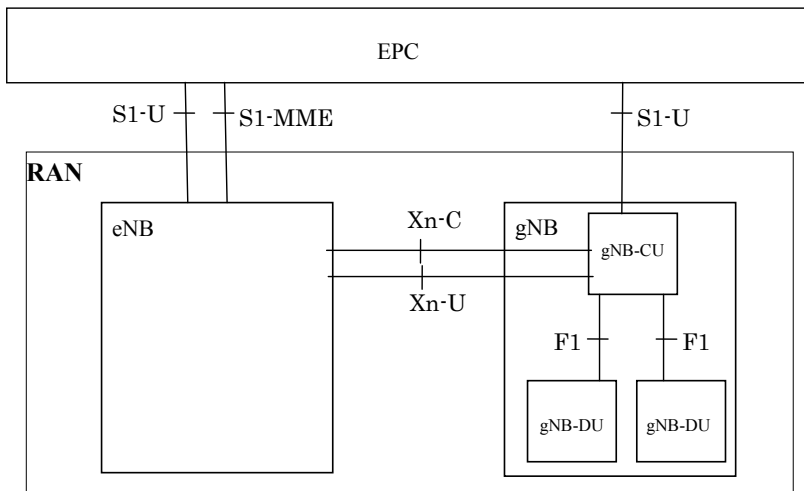 EPC
S1-U
S1-MME
S1-U
RAN
eNB
Xn-C
gNB
gNB-CU
Xn-U
F1
F1
gNB-DU
gNB-DU